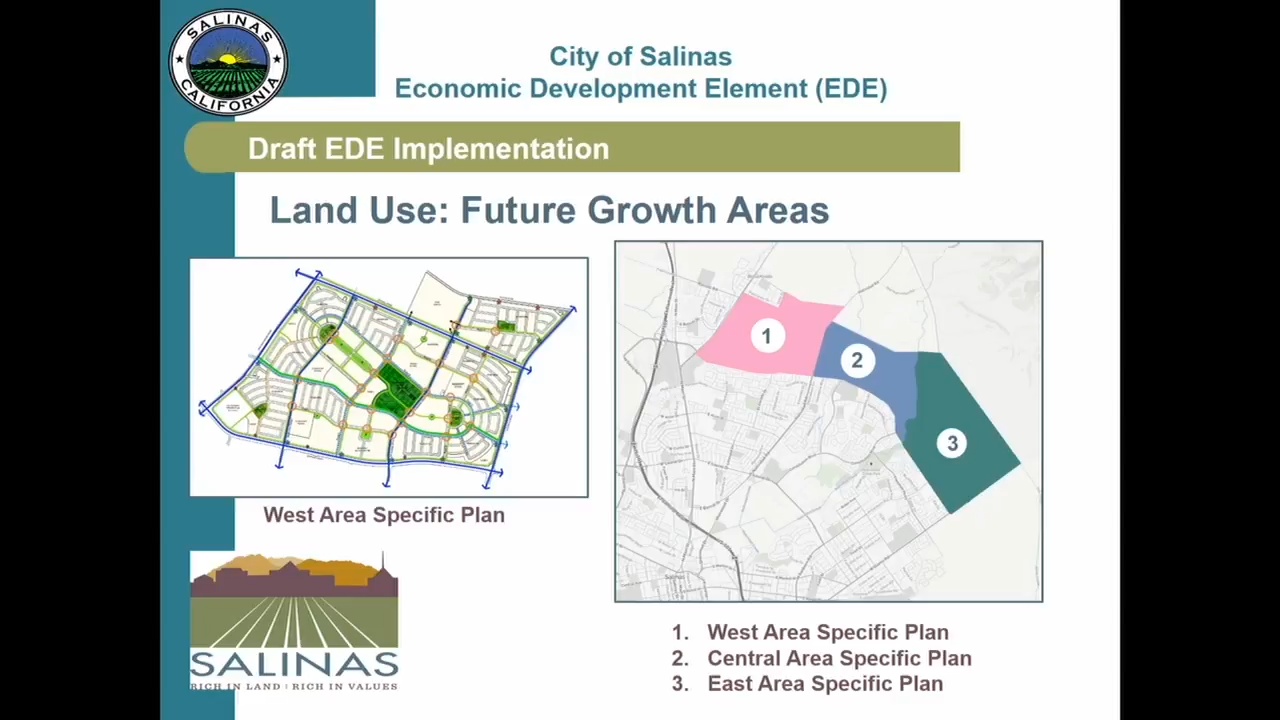 SALINAS
CALIFORNIA
City of Salinas
Economic Development Element (EDE)
Draft EDE Implementation
Land Use: Future Growth Areas
1
2
3
West Area Specific Plan
Salinas
SALINAS
RICH IN LAND | RICH IN VALUES
1. West Area Specific Plan
2. Central Area Specific Plan
3. East Area Specific Plan